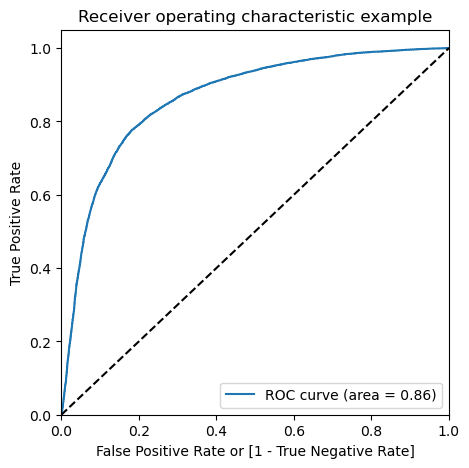 Receiver operating characteristic example
1.0
0.8
0.6
0.4
0.2
0.0
True Positive Rate
ROC curve (area = 0.86)
0.0 0.2 0.4 0.6 0.8 1.0
False Positive Rate or [1 - True Negative Rate]